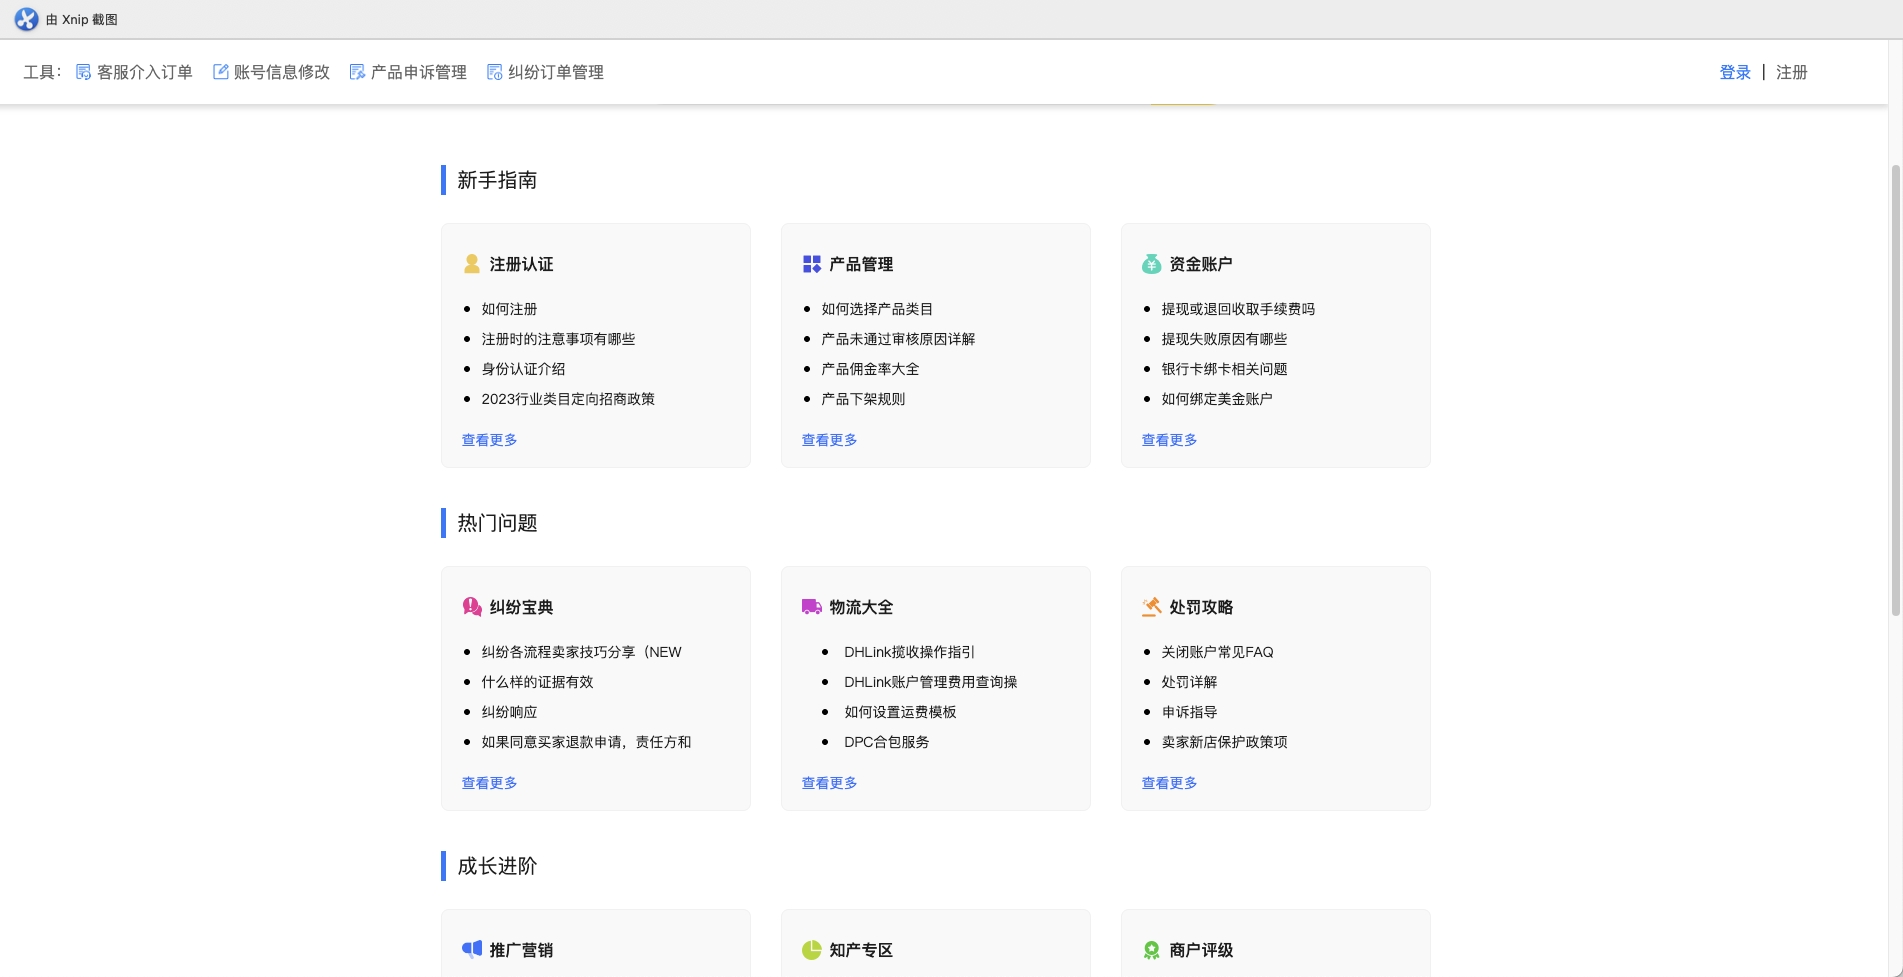 由 Xnip 截图
工具： 客服介入订单 账号信息修改 产品申诉管理 纠纷订单管理 登录 | 注册
新手指南
注册认证
如何注册
注册时的注意事项有哪些
身份认证介绍
2023行业类目定向招商政策
查看更多
产品管理
如何选择产品类目
产品未通过审核原因详解
产品佣金率大全
产品下架规则
查看更多
资金账户
提现或退回收取手续费吗
提现失败原因有哪些
银行卡绑卡相关问题
如何绑定美金账户
查看更多
热门问题
纠纷宝典
纠纷各流程卖家技巧分享（NEW
什么样的证据有效
纠纷响应
如果同意买家退款申请，责任方和
查看更多
物流大全
DHLink揽收操作指引
DHLink账户管理费用查询操
如何设置运费模板
DPC合包服务
查看更多
处罚攻略
关闭账户常见FAQ
处罚详解
申诉指导
卖家新店保护政策项
查看更多
成长进阶
推广营销
知产专区
商户评级